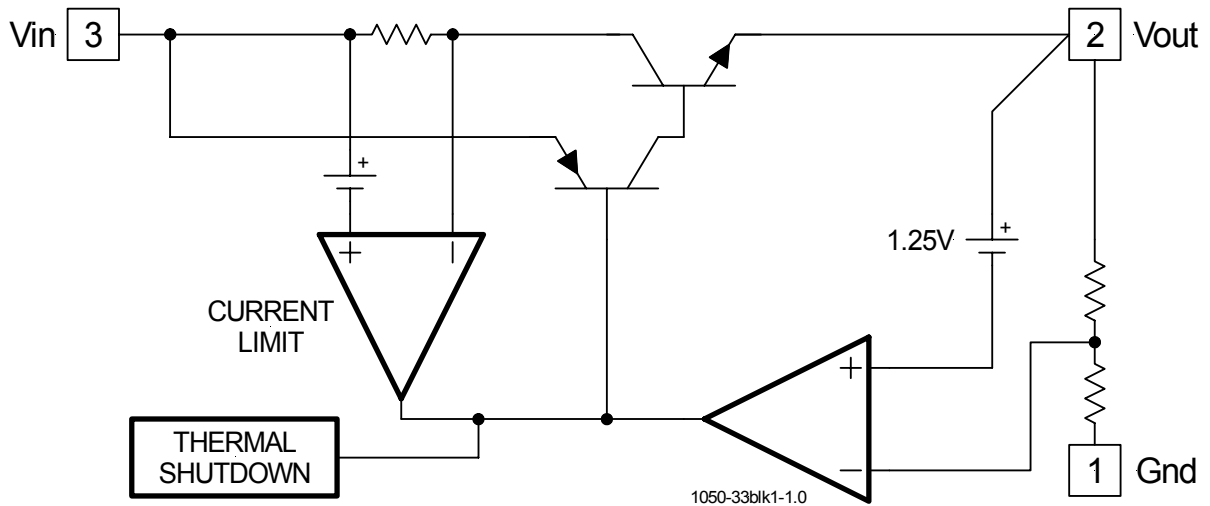 Vin 3
2 Vout
+
+
1.25V
+ −
CURRENT
LIMIT
+
THERMAL
SHUTDOWN
−
1 Gnd
1050-33blk1-1.0